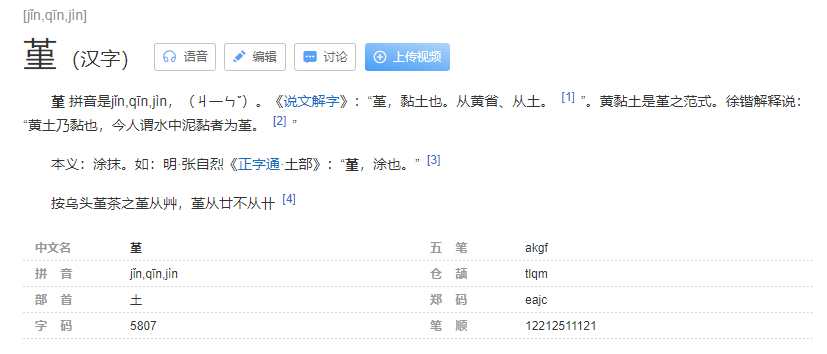 [jǐn,qīn,jìn]
堇 (汉字) 语音 编辑 讨论 上传视频
堇 拼音是jǐn,qīn,jìn，（ㄐ一ㄣˇ）。《说文解字》：“堇，黏土也。从黄省、从土。 [1] ”。黄黏土是堇之范式。徐锴解释说：
“黄土乃黏也，今人谓水中泥黏者为堇。 [2] ”
本义：涂抹。如：明·张自烈《正字通·土部》：“堇，涂也。” [3]
按乌头堇荼之堇从艸，堇从廿不从卄 [4]
中文名 堇 五 笔 akgf
拼 音 jǐn,qīn,jìn 仓 颉 tlqm
部 首 土 郑 码 eajc
字 码 5807 笔 顺 12212511121